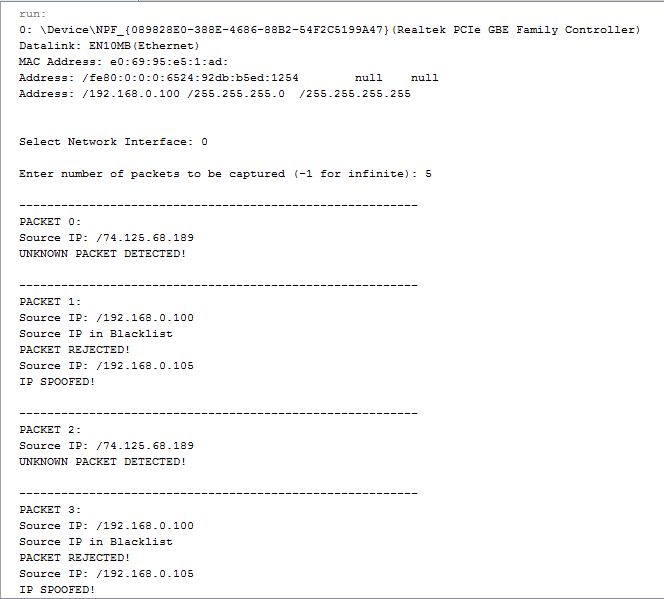 run:
0: \Device\NPF_{089828E0-388E-4686-88B2-54F2C5199A47}(Realtek PCIe GBE Family Controller)
Datalink: EN10MB(Ethernet)
MAC Address: e0:69:95:e5:1:ad:
Address: /fe80:0:0:0:6524:92db:b5ed:1254 null null
Address: /192.168.0.100 /255.255.255.0 /255.255.255.255
Select Network Interface: 0
Enter number of packets to be captured (-1 for infinite): 5
---------------------------------------------------------
PACKET 0:
Source IP: /74.125.68.189
UNKNOWN PACKET DETECTED!
---------------------------------------------------------
PACKET 1:
Source IP: /192.168.0.100
Source IP in Blacklist
PACKET REJECTED!
Source IP: /192.168.0.105
IP SPOOFED!
---------------------------------------------------------
PACKET 2:
Source IP: /74.125.68.189
UNKNOWN PACKET DETECTED!
---------------------------------------------------------
PACKET 3:
Source IP: /192.168.0.100
Source IP in Blacklist
PACKET REJECTED!
Source IP: /192.168.0.105
IP SPOOFED!